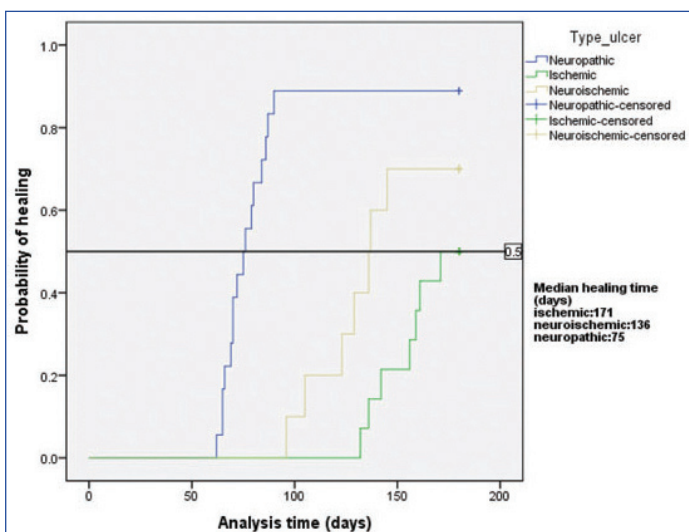 Type_ulcer
Neuropathic
Ischemic
Neuroischemic
Neuropathic-censored
Ischemic-censored
Neuroischemic-censored
Probability of healing
1.0
0.8
0.6
0.4
0.2
0.0
0.5
Median healing time
(days)
ischemic:171
neuroischemic:136
neuropathic:75
0
50
100
150
200
Analysis time (days)